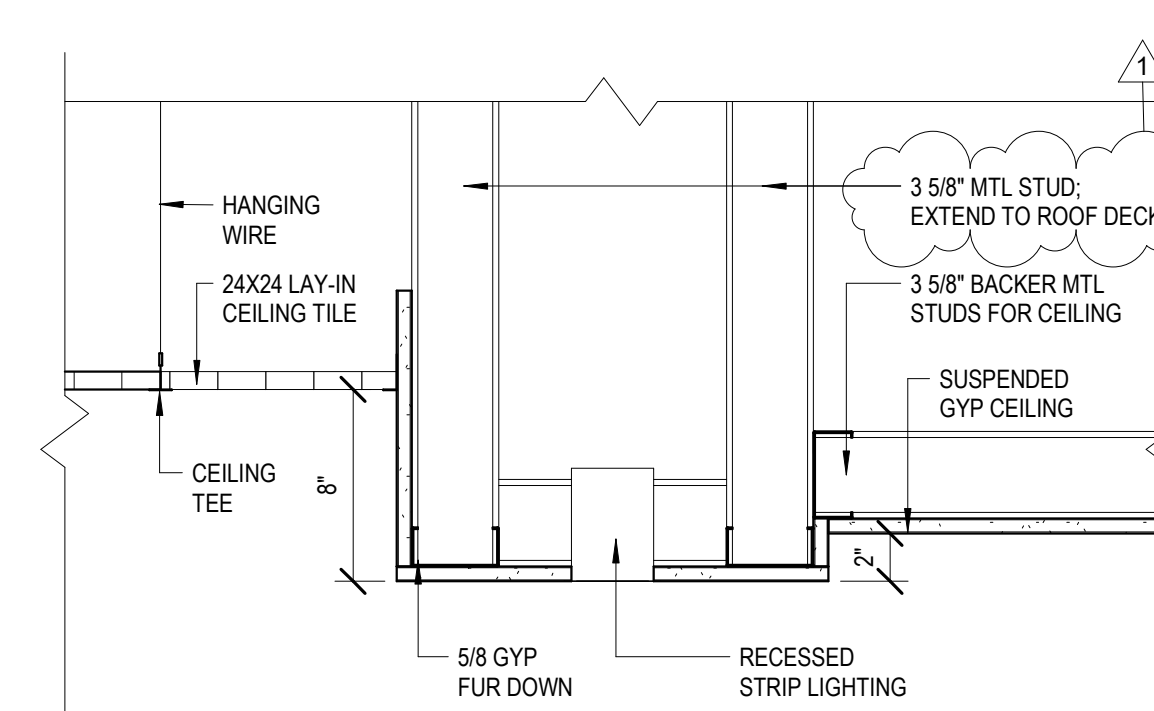 1
3 5/8" MTL STUD;
EXTEND TO ROOF DECK
HANGING
WIRE
24X24 LAY-IN
CEILING TILE
3 5/8" BACKER MTL
STUDS FOR CEILING
SUSPENDED
GYP CEILING
CEILING
TEE
8"
2"
5/8 GYP
FUR DOWN
RECESSED
STRIP LIGHTING